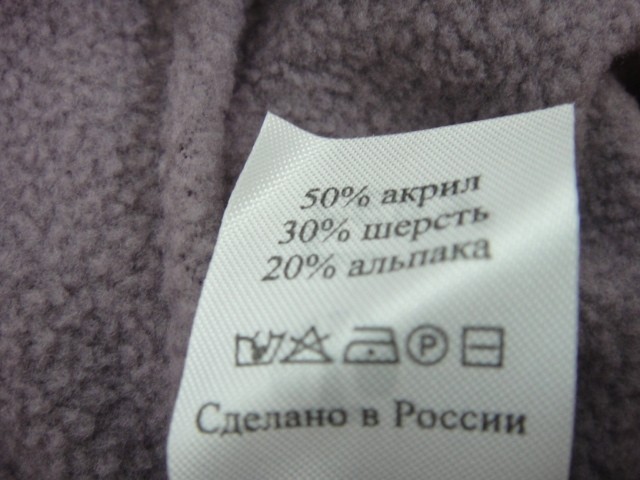 50% акрил
30% шерсть
20% альпака
P
Сделано в России